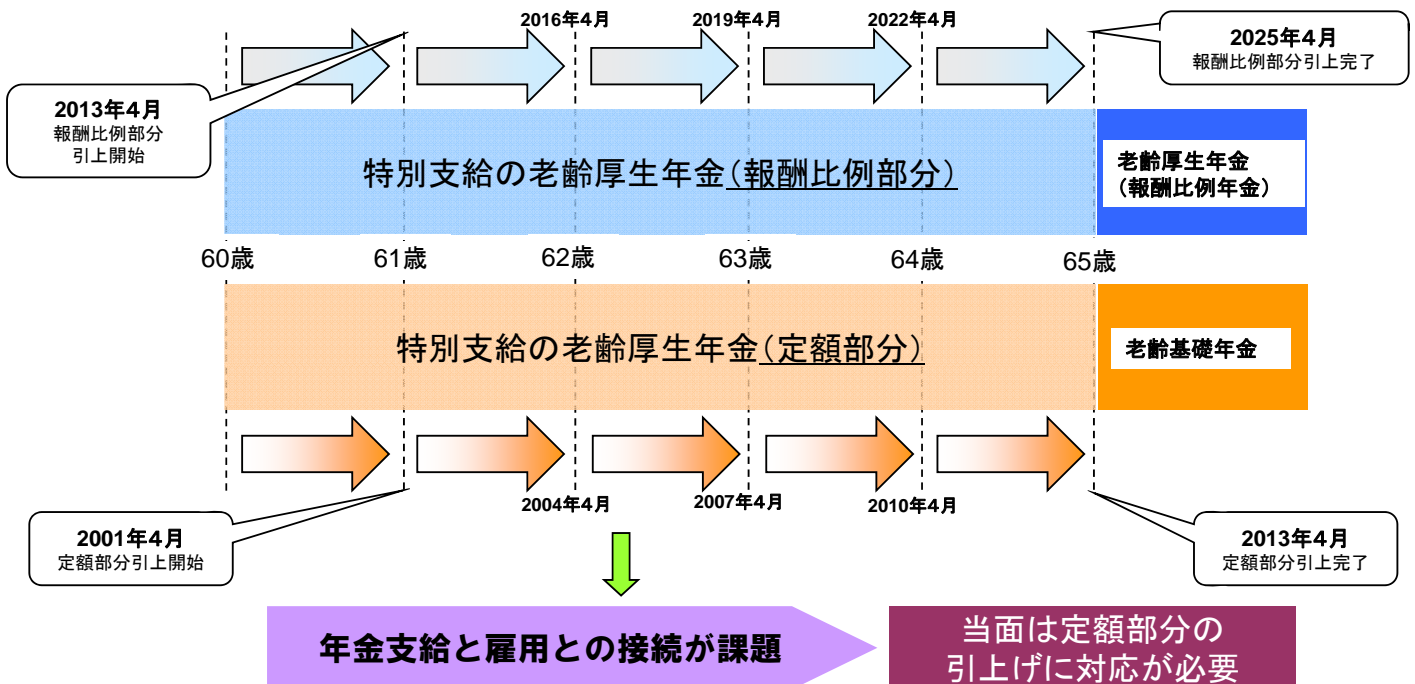 2016年4月
2019年4月
2022年4月
2025年4月
報酬比例部分引上完了
2013年4月
報酬比例部分
引上開始
特別支給の老齢厚生年金(報酬比例部分)
老齢厚生年金
(報酬比例年金)
60歳
61歳
62歳
63歳
64歳
65歳
特別支給の老齢厚生年金(定額部分)
老齢基礎年金
2004年4月
2007年4月
2010年4月
2001年4月
定額部分引上開始
2013年4月
定額部分引上完了
年金支給と雇用との接続が課題
当面は定額部分の
引上げに対応が必要